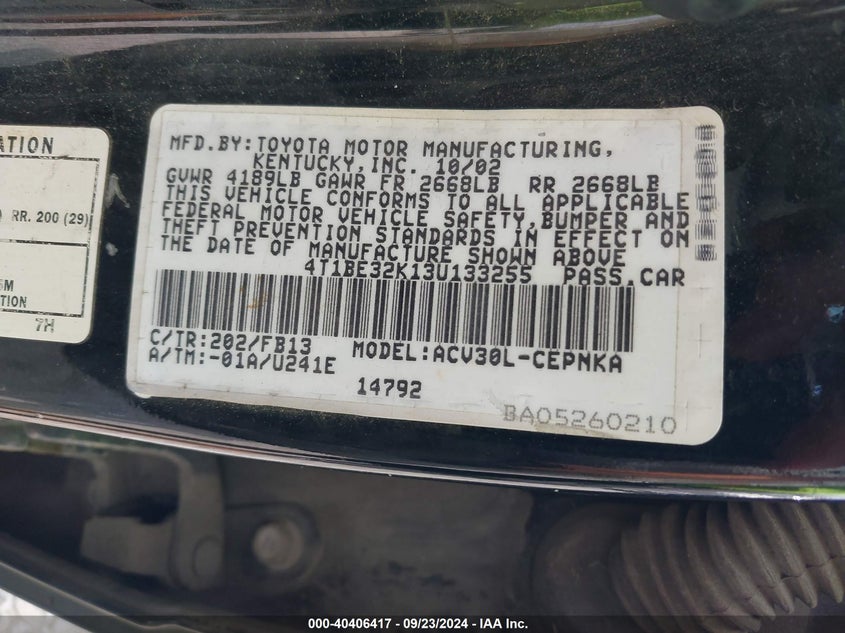 ATION
RR. 200 (29)
TION
7H
MFD.BY:TOYOTA MOTOR MANUFACTURING,
KENTUCKY,INC. 10/02
GVWR 4189LB GAWR FR 2668LB RR 2668LB
THIS VEHICLE CONFORMS TO ALL APPLICABLE
FEDERAL MOTOR VEHICLE SAFETY,BUMPER AND
THEFT PREVENTION STANDARDS IN EFFECT ON
THE DATE OF MANUFACTURE SHOWN ABOVE
4T1BE32K13U133255 PASS.CAR
C/TR:202/FB13 MODEL:ACV30L-CEPNKA
A/TM:-01A/U241E
14792
BA05260210
000-40406417 - 09/23/2024 - IAA Inc.